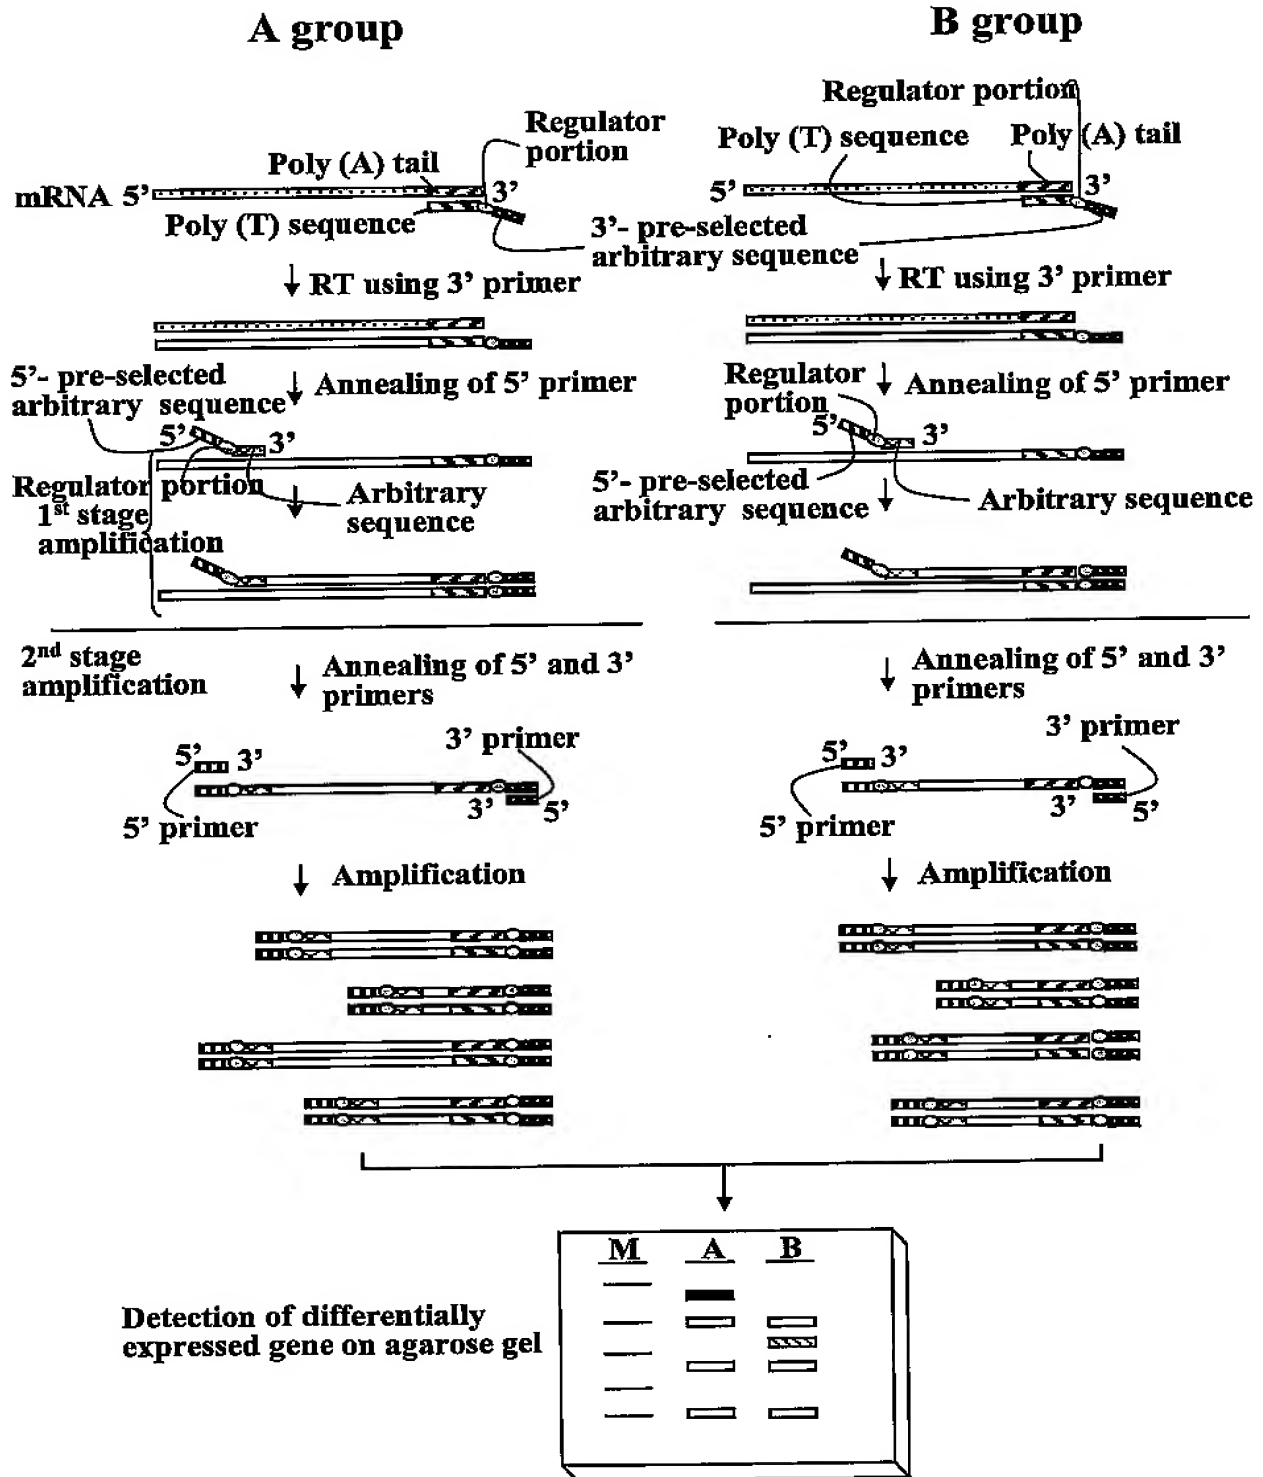 A group
B group
Regulator portion
Regulator
portion
Poly (T) sequence
Poly (A) tail
Poly (A) tail
mRNA 5’
3’
5’
3’
Poly (T) sequence
3’- pre-selected
arbitrary sequence
RT using 3’ primer
RT using 3’ primer
5’- pre-selected
arbitrary sequence
Annealing of 5’ primer
Regulator
portion
Annealing of 5’ primer
5’
3’
5’
3’
Regulator portion
1st stage
amplification
Arbitrary
sequence
5’- pre-selected
arbitrary sequence
Arbitrary sequence
2nd stage
amplification
Annealing of 5’ and 3’
primers
Annealing of 5’ and 3’
primers
5’
3’
3’ primer
5’
3’
3’ primer
5’ primer
3’
5’
5’ primer
3’
5’
Amplification
Amplification
M
A
B
Detection of differentially
expressed gene on agarose gel